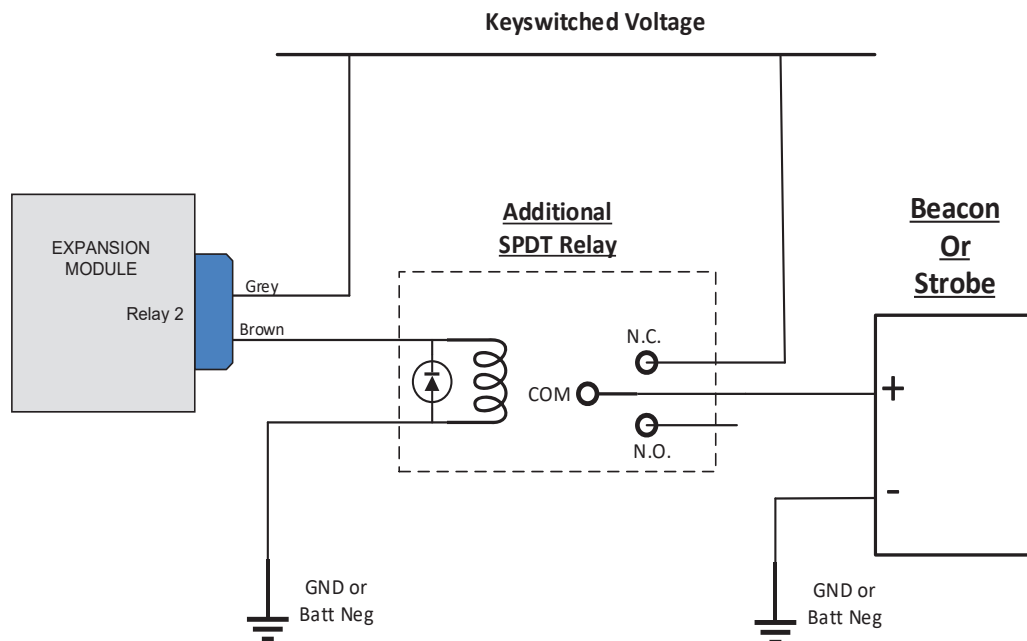 Keyswitched Voltage
EXPANSION
MODULE
Relay 2
Grey
Brown
Additional
SPDT Relay
N.C.
COM
N.O.
Beacon
Or
Strobe
+
-
GND or
Batt Neg
GND or
Batt Neg